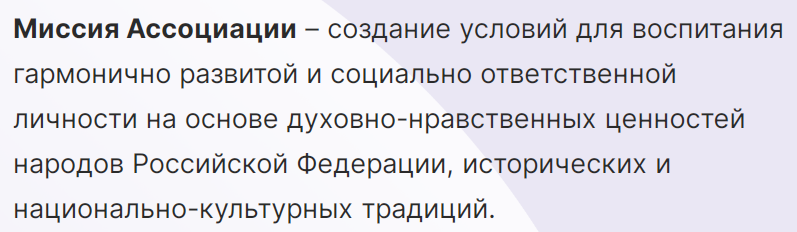 Миссия Ассоциации – создание условий для воспитания
гармонично развитой и социально ответственной
личности на основе духовно-нравственных ценностей
народов Российской Федерации, исторических и
национально-культурных традиций.